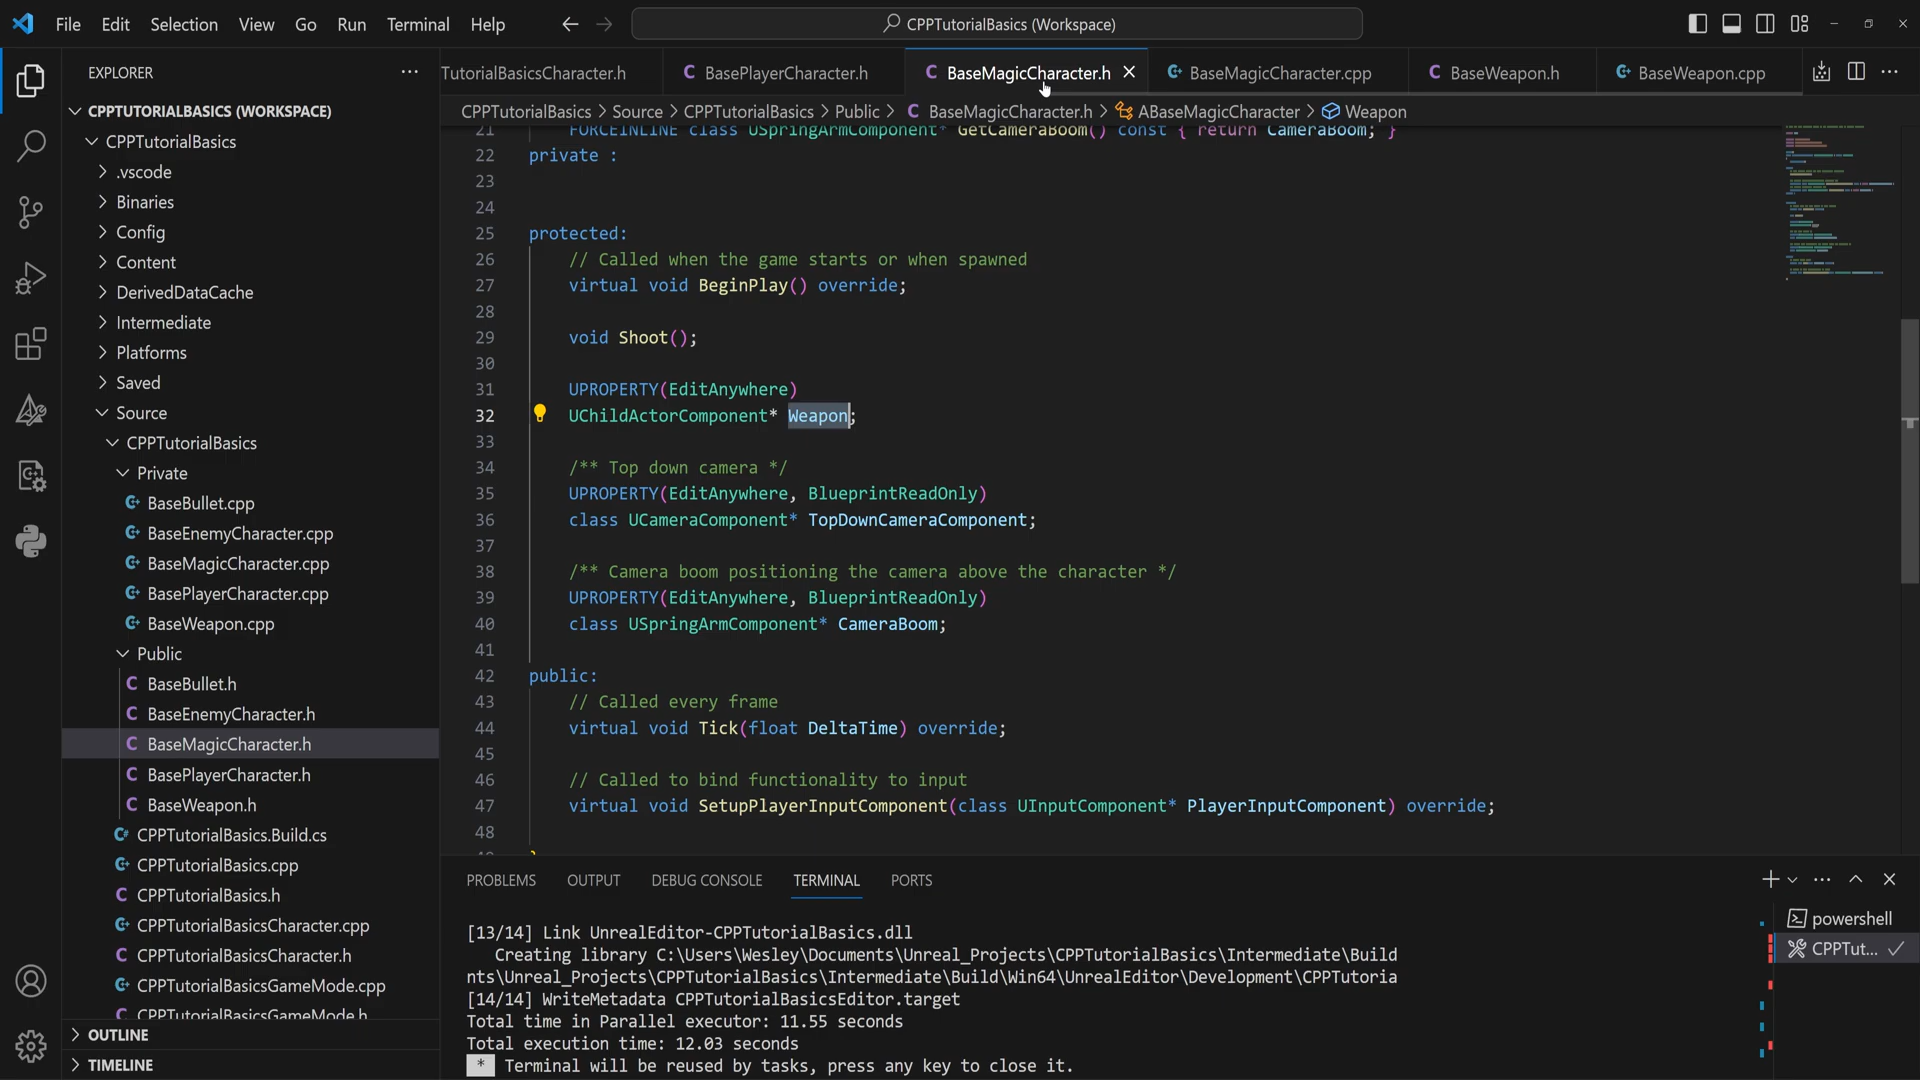 File Edit Selection View Go Run Terminal Help
CPPTutorialBasics (Workspace)
EXPLORER
TutorialBasicsCharacter.h
BasePlayerCharacter.h
BaseMagicCharacter.h
BaseMagicCharacter.cpp
BaseWeapon.h
BaseWeapon.cpp
CPPTutorialBasics > Source > CPPTutorialBasics > Public > C BaseMagicCharacter.h > ABaseMagicCharacter > Weapon
CPPTUTORIALBASICS (WORKSPACE)
CPPTutorialBasics
.vscode
Binaries
Config
Content
DerivedDataCache
Intermediate
Platforms
Saved
Source
CPPTutorialBasics
Private
BaseBullet.cpp
BaseEnemyCharacter.cpp
BaseMagicCharacter.cpp
BasePlayerCharacter.cpp
BaseWeapon.cpp
Public
C BaseBullet.h
C BaseEnemyCharacter.h
C BaseMagicCharacter.h
C BasePlayerCharacter.h
C BaseWeapon.h
CPPTutorialBasics.Build.cs
CPPTutorialBasics.cpp
C CPPTutorialBasics.h
CPPTutorialBasicsCharacter.cpp
C CPPTutorialBasicsCharacter.h
CPPTutorialBasicsGameMode.cpp
C CPPTutorialBasicsGameMode.h
OUTLINE
TIMELINE
21 FORCEINLINE class USpringArmComponent* GetCameraBoom() const { return CameraBoom; }
22 private :
23
24
25 protected:
26 // Called when the game starts or when spawned
27 virtual void BeginPlay() override;
28
29 void Shoot();
30
31 UPROPERTY(EditAnywhere)
32 UChildActorComponent* Weapon;
33
34 /** Top down camera */
35 UPROPERTY(EditAnywhere, BlueprintReadOnly)
36 class UCameraComponent* TopDownCameraComponent;
37
38 /** Camera boom positioning the camera above the character */
39 UPROPERTY(EditAnywhere, BlueprintReadOnly)
40 class USpringArmComponent* CameraBoom;
41
42 public:
43 // Called every frame
44 virtual void Tick(float DeltaTime) override;
45
46 // Called to bind functionality to input
47 virtual void SetupPlayerInputComponent(class UInputComponent* PlayerInputComponent) override;
48
PROBLEMS OUTPUT DEBUG CONSOLE TERMINAL PORTS
[13/14] Link UnrealEditor-CPPTutorialBasics.dll
Creating library C:\Users\Wesley\Documents\Unreal_Projects\CPPTutorialBasics\Intermediate\Build
nts\Unreal_Projects\CPPTutorialBasics\Intermediate\Build\Win64\UnrealEditor\Development\CPPTutoria
[14/14] WriteMetadata CPPTutorialBasicsEditor.target
Total time in Parallel executor: 11.55 seconds
Total execution time: 12.03 seconds
* Terminal will be reused by tasks, press any key to close it.
powershell
CPPTut...